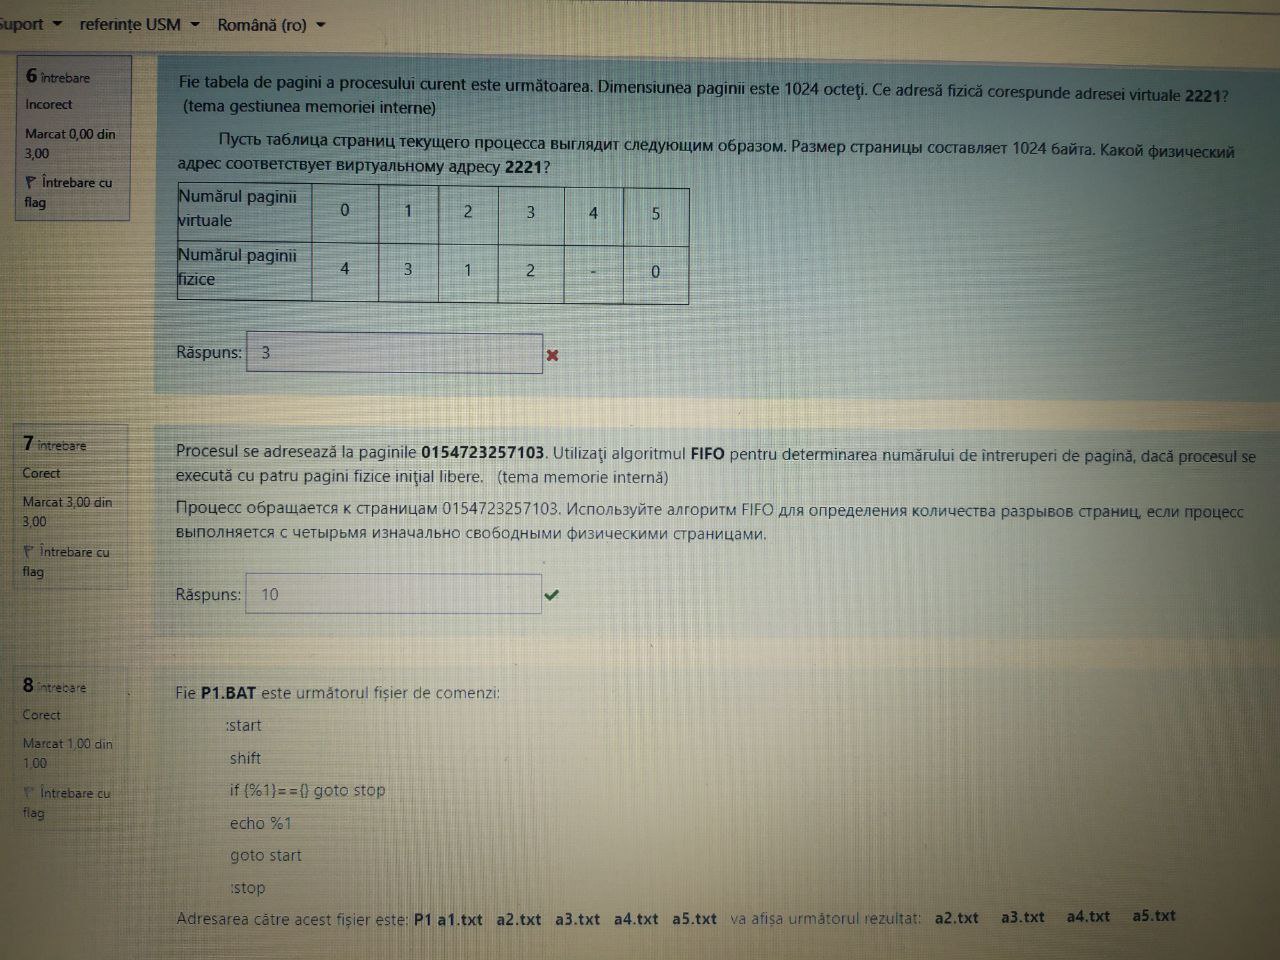 Suport referințe USM Română (ro)
6 întrebare
Incorect
Marcat 0,00 din
3,00
Întrebare cu
flag
Fie tabela de pagini a procesului curent este următoarea. Dimensiunea paginii este 1024 octeţi. Ce adresă fizică corespunde adresei virtuale 2221?
(tema gestiunea memoriei interne)
Пусть таблица страниц текущего процесса выглядит следующим образом. Размер страницы составляет 1024 байта. Какой физический
адрес соответствует виртуальному адресу 2221?
Numărul paginii
virtuale 0 1 2 3 4 5
Numărul paginii
fizice 4 3 1 2 - 0
Răspuns: 3
7 întrebare
Corect
Marcat 3,00 din
3,00
Întrebare cu
flag
Procesul se adresează la paginile 0154723257103. Utilizaţi algoritmul FIFO pentru determinarea numărului de întreruperi de pagină, dacă procesul se
execută cu patru pagini fizice iniţial libere. (tema memorie internă)
Процесс обращается к страницам 0154723257103. Используйте алгоритм FIFO для определения количества разрывов страниц, если процесс
выполняется с четырьмя изначально свободными физическими страницами.
Răspuns: 10
8 întrebare
Corect
Marcat 1,00 din
1,00
Întrebare cu
flag
Fie P1.BAT este următorul fişier de comenzi:
:start
shift
if {%1}=={} goto stop
echo %1
goto start
:stop
Adresarea către acest fişier este: P1 a1.txt a2.txt a3.txt a4.txt a5.txt va afişa următorul rezultat: a2.txt a3.txt a4.txt a5.txt